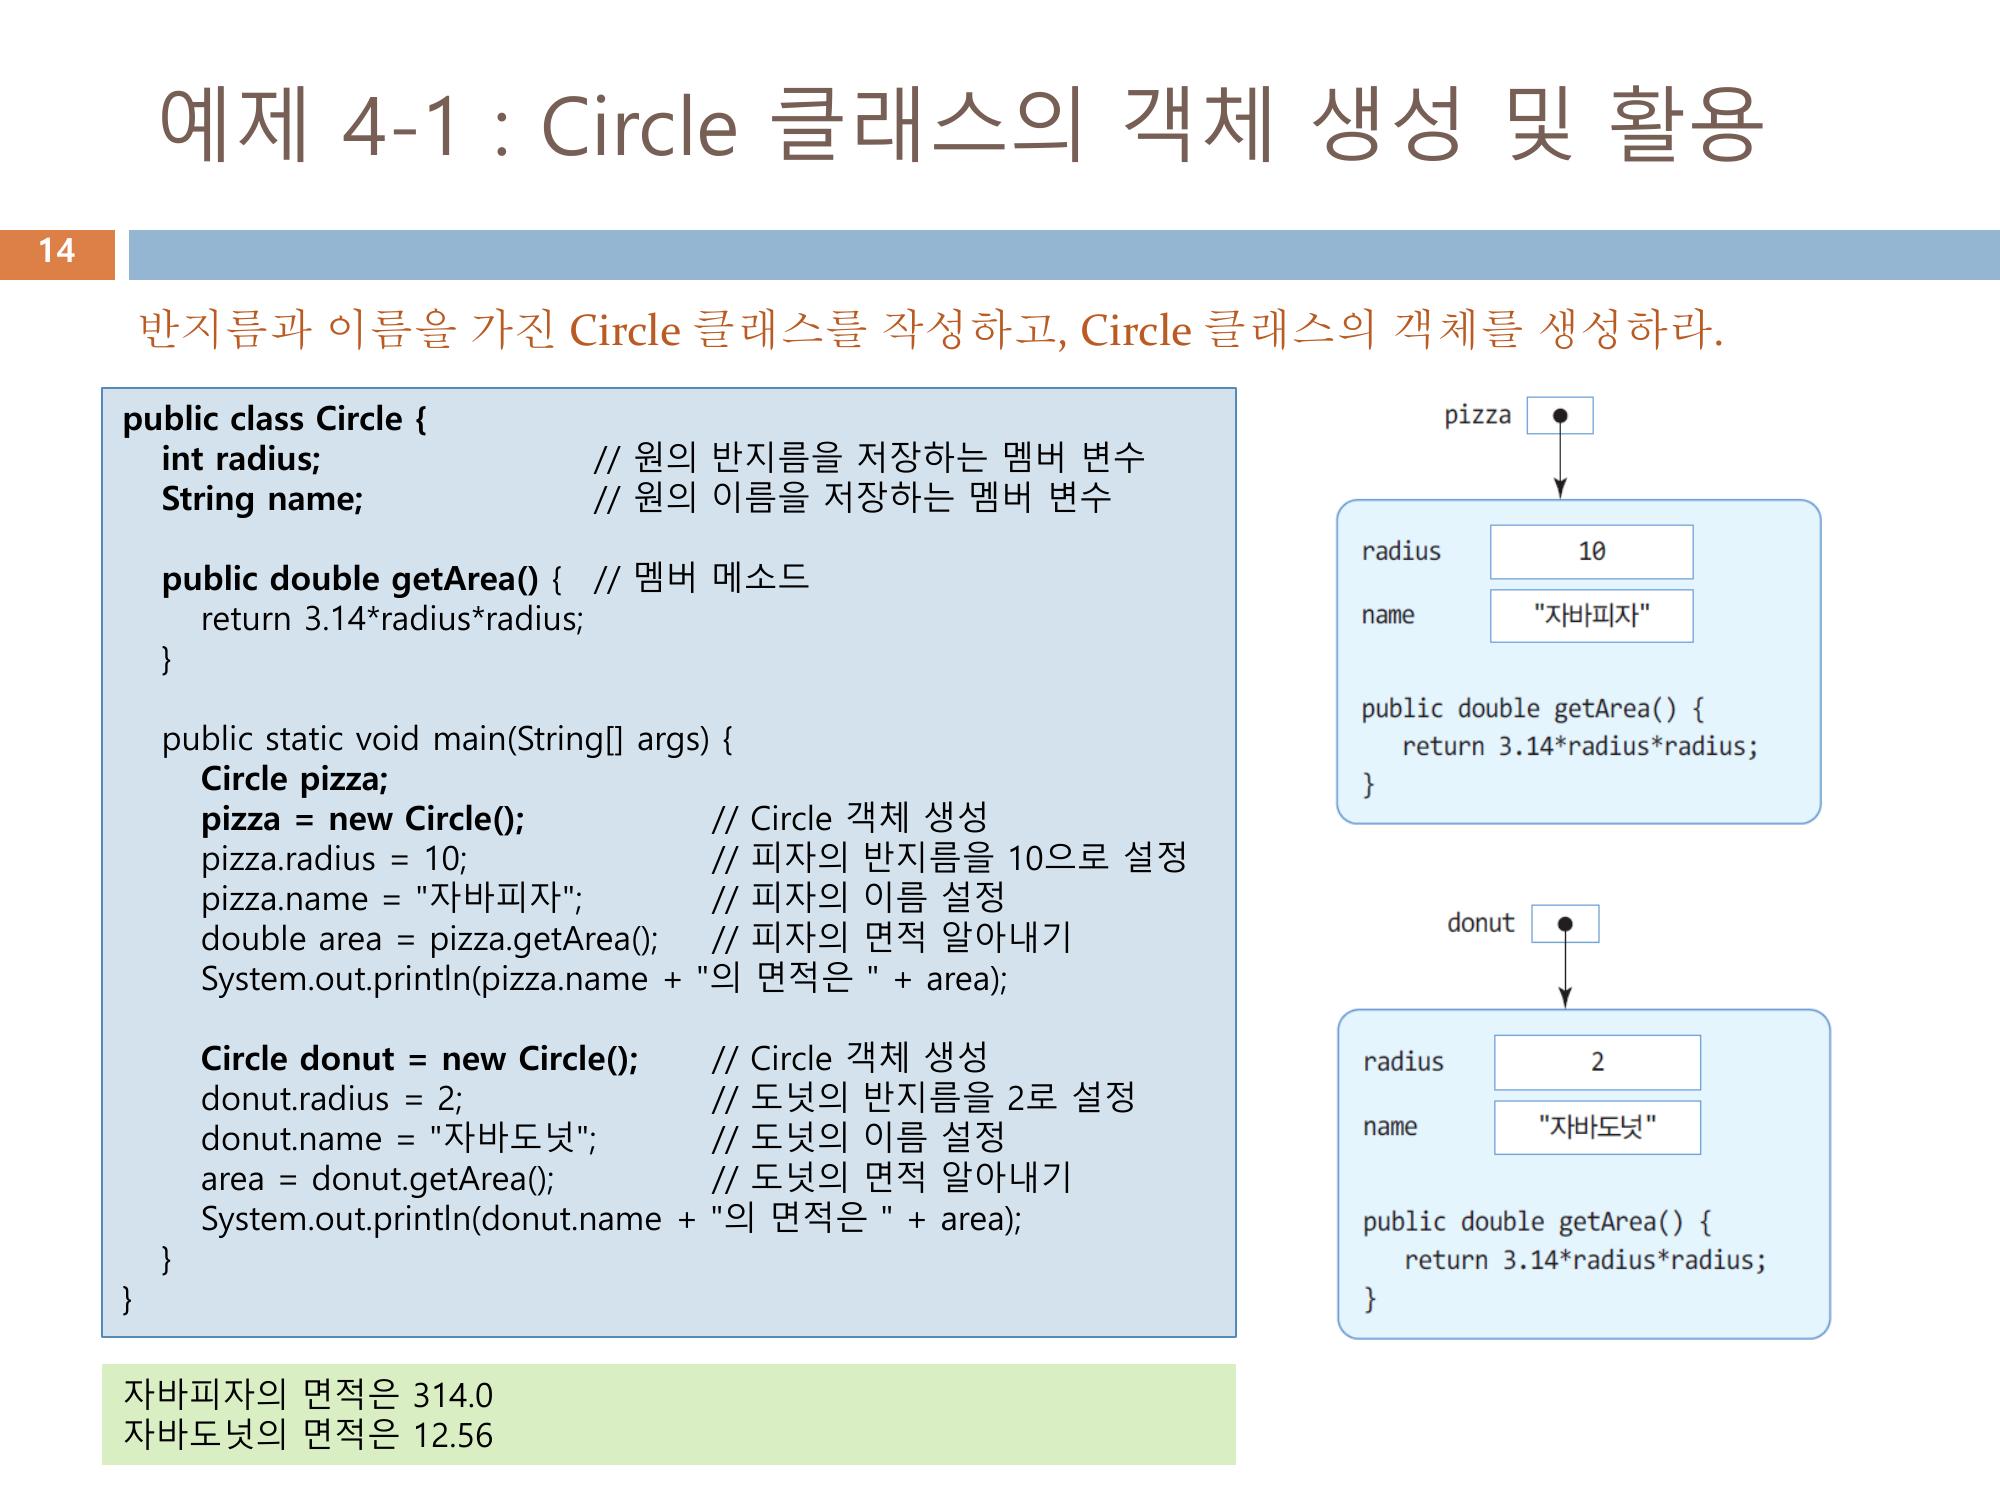 예제 4-1 : Circle 클래스의 객체 생성 및 활용
14
반지름과 이름을 가진 Circle 클래스를 작성하고, Circle 클래스의 객체를 생성하라.
public class Circle {
int radius; // 원의 반지름을 저장하는 멤버 변수
String name; // 원의 이름을 저장하는 멤버 변수
public double getArea() { // 멤버 메소드
return 3.14*radius*radius;
}
public static void main(String[] args) {
Circle pizza;
pizza = new Circle(); // Circle 객체 생성
pizza.radius = 10; // 피자의 반지름을 10으로 설정
pizza.name = "자바피자"; // 피자의 이름 설정
double area = pizza.getArea(); // 피자의 면적 알아내기
System.out.println(pizza.name + "의 면적은 " + area);
Circle donut = new Circle(); // Circle 객체 생성
donut.radius = 2; // 도넛의 반지름을 2로 설정
donut.name = "자바도넛"; // 도넛의 이름 설정
area = donut.getArea(); // 도넛의 면적 알아내기
System.out.println(donut.name + "의 면적은 " + area);
}
}
자바피자의 면적은 314.0
자바도넛의 면적은 12.56
pizza
radius 10
name "자바피자"
public double getArea() {
return 3.14*radius*radius;
}
donut
radius 2
name "자바도넛"
public double getArea() {
return 3.14*radius*radius;
}